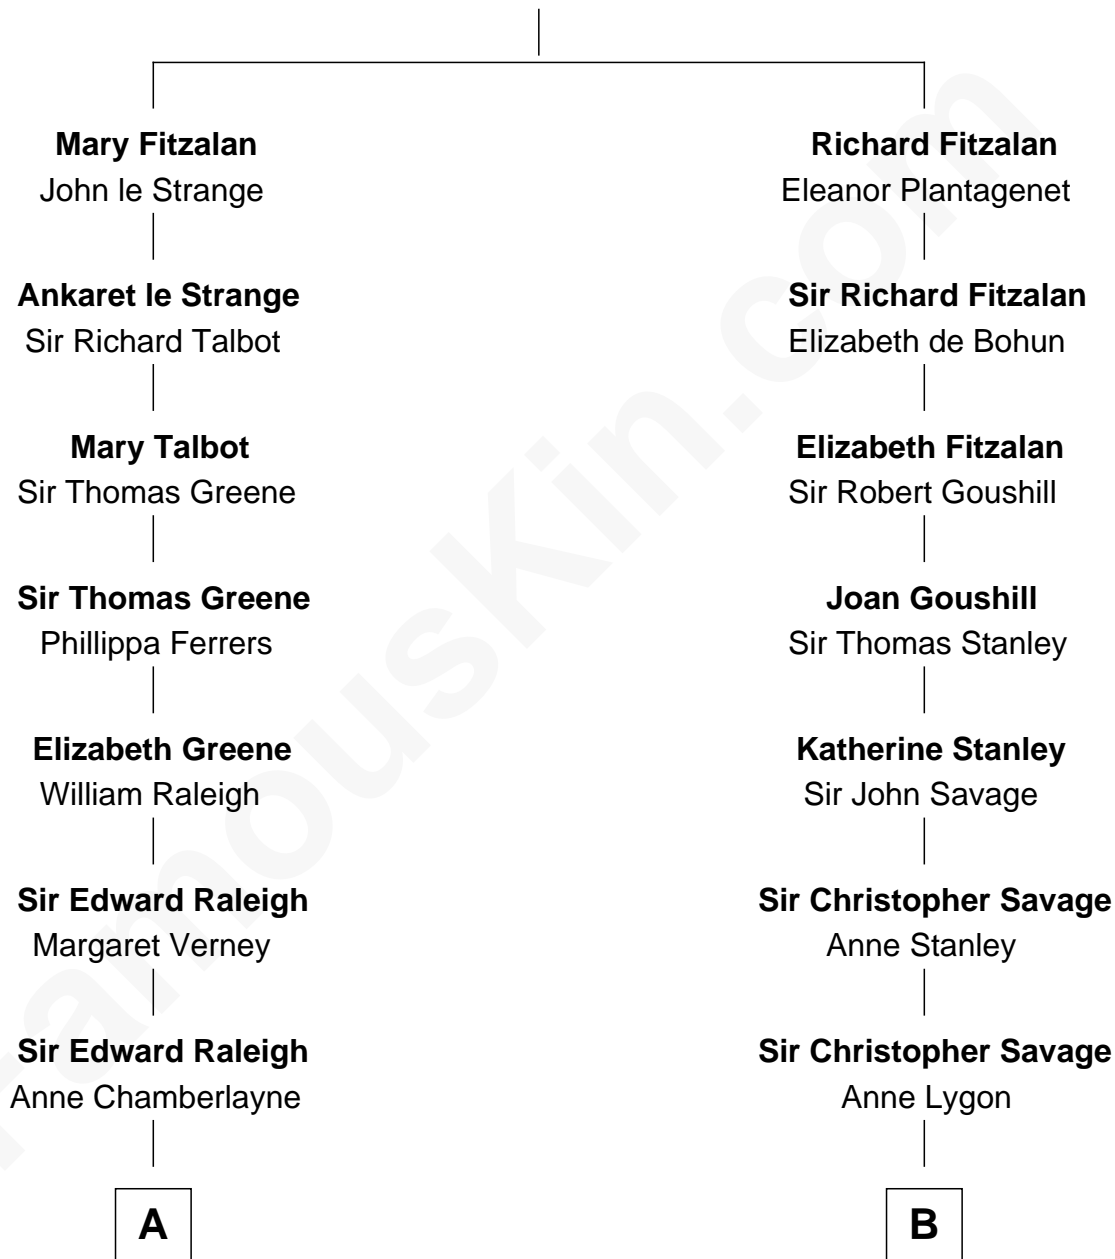 Mary Fitzalan
John le Strange
Ankaret le Strange
Sir Richard Talbot
Mary Talbot
Sir Thomas Greene
Sir Thomas Greene
Phillippa Ferrers
Elizabeth Greene
William Raleigh
Sir Edward Raleigh
Margaret Verney
Sir Edward Raleigh
Anne Chamberlayne
A
Richard Fitzalan
Eleanor Plantagenet
Sir Richard Fitzalan
Elizabeth de Bohun
Elizabeth Fitzalan
Sir Robert Goushill
Joan Goushill
Sir Thomas Stanley
Katherine Stanley
Sir John Savage
Sir Christopher Savage
Anne Stanley
Sir Christopher Savage
Anne Lygon
B
FamousKin.com